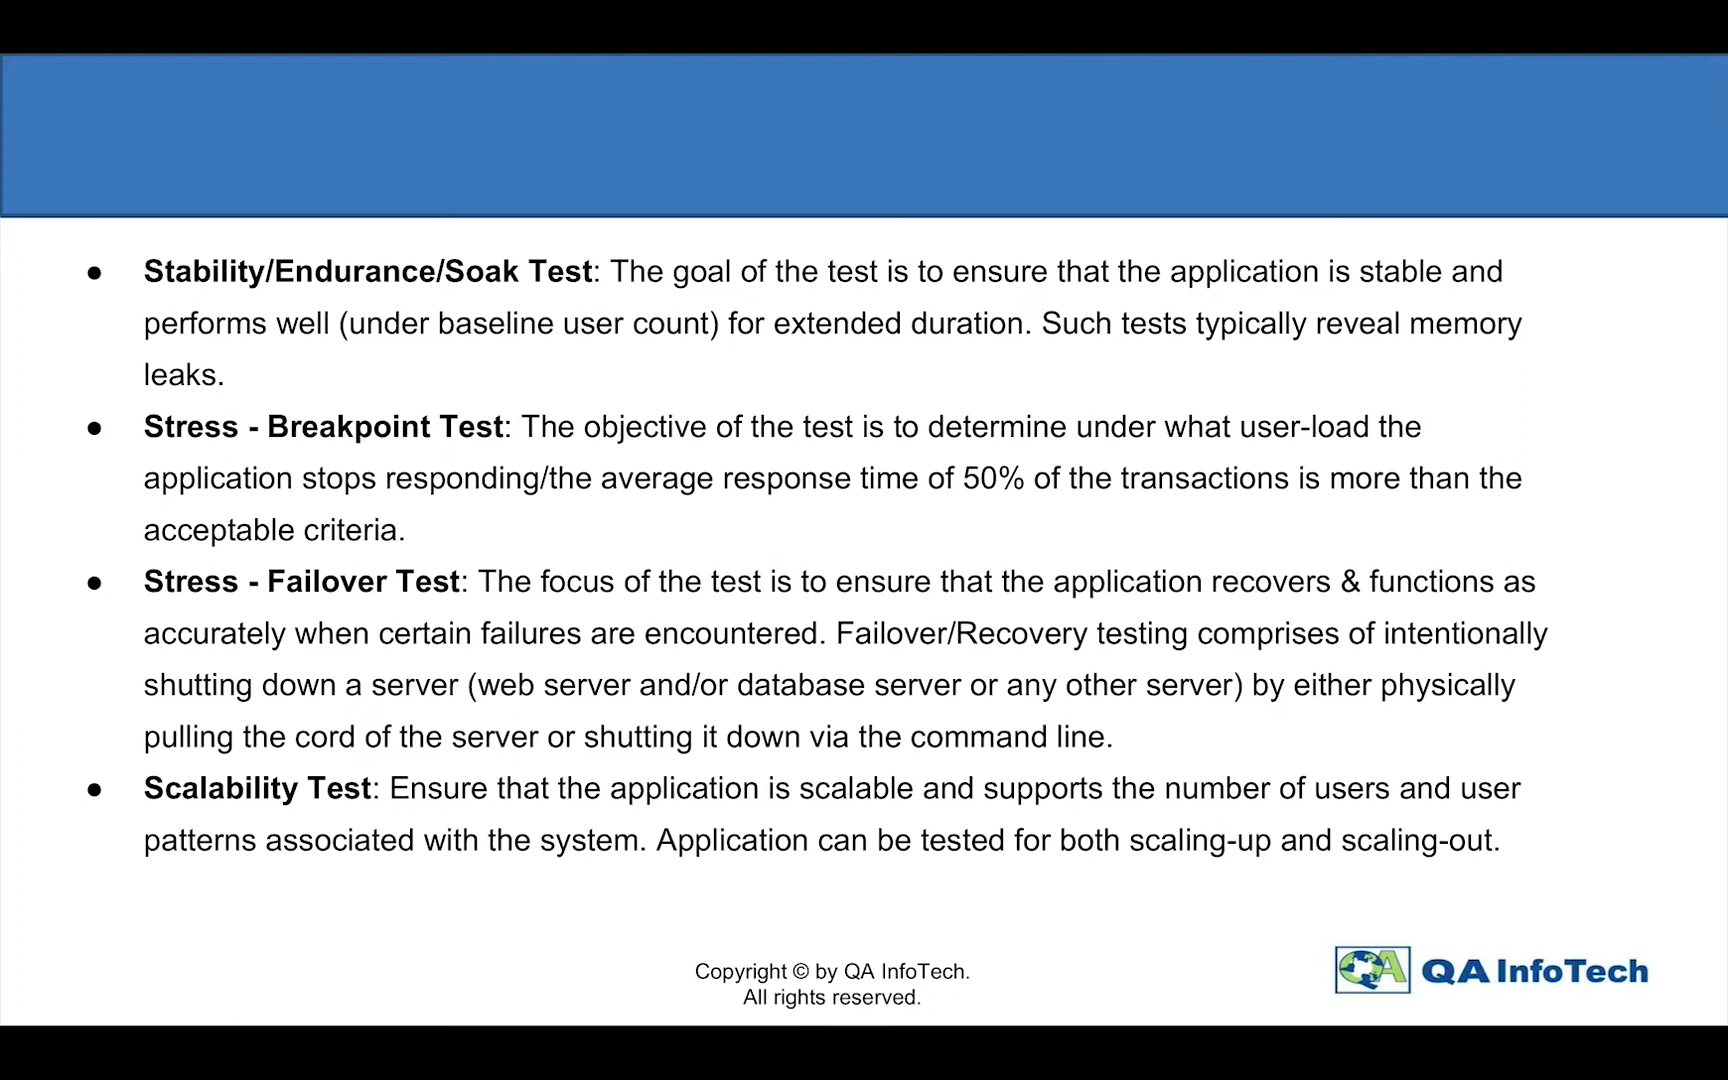 ● Stability/Endurance/Soak Test: The goal of the test is to ensure that the application is stable and
performs well (under baseline user count) for extended duration. Such tests typically reveal memory
leaks.
● Stress - Breakpoint Test: The objective of the test is to determine under what user-load the
application stops responding/the average response time of 50% of the transactions is more than the
acceptable criteria.
● Stress - Failover Test: The focus of the test is to ensure that the application recovers & functions as
accurately when certain failures are encountered. Failover/Recovery testing comprises of intentionally
shutting down a server (web server and/or database server or any other server) by either physically
pulling the cord of the server or shutting it down via the command line.
● Scalability Test: Ensure that the application is scalable and supports the number of users and user
patterns associated with the system. Application can be tested for both scaling-up and scaling-out.
Copyright © by QA InfoTech.
All rights reserved.
QA QA InfoTech